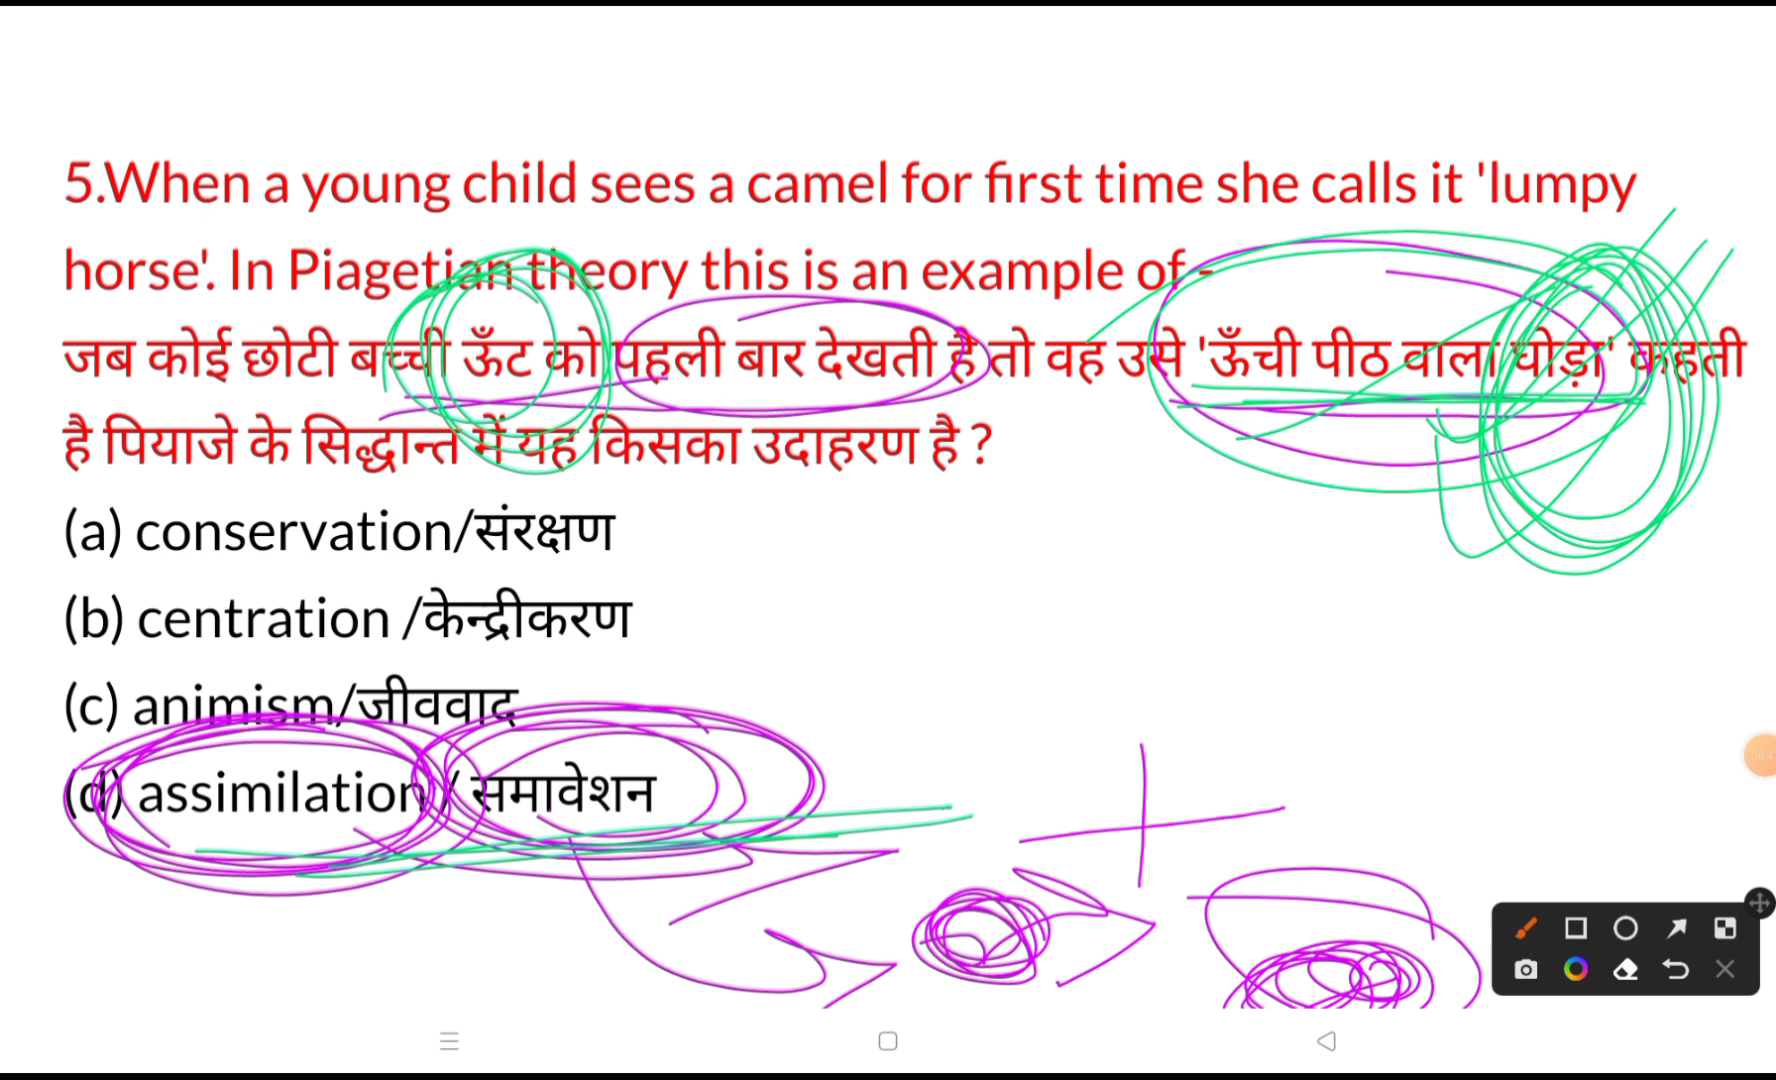 5.When a young child sees a camel for first time she calls it 'lumpy
horse'. In Piagetian theory this is an example of -
जब कोई छोटी बच्ची ऊँट को पहली बार देखती है तो वह उसे 'ऊँची पीठ वाला घोड़ा' कहती
है पियाजे के सिद्धान्त में यह किसका उदाहरण है ?
(a) conservation/संरक्षण
(b) centration /केन्द्रीकरण
(c) animism/जीववाद
(d) assimilation / समावेशन